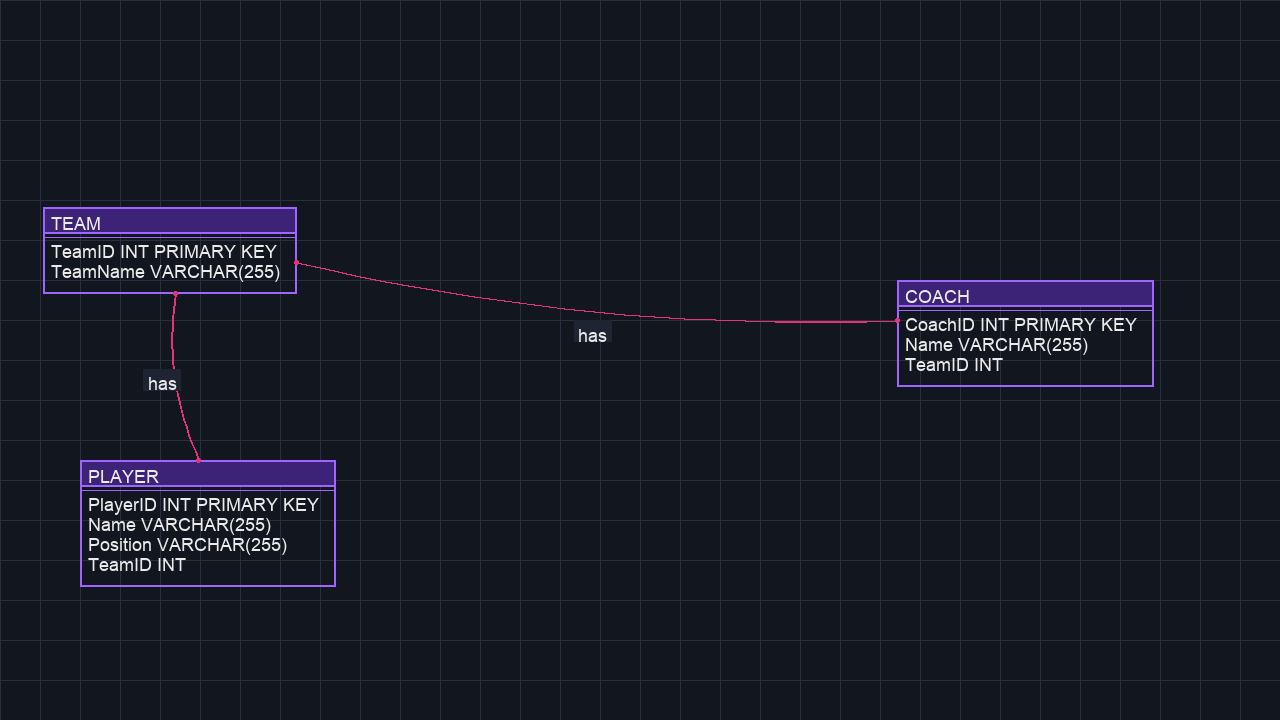 TEAM
TeamID INT PRIMARY KEY
TeamName VARCHAR(255)
has
COACH
CoachID INT PRIMARY KEY
Name VARCHAR(255)
TeamID INT
has
PLAYER
PlayerID INT PRIMARY KEY
Name VARCHAR(255)
Position VARCHAR(255)
TeamID INT